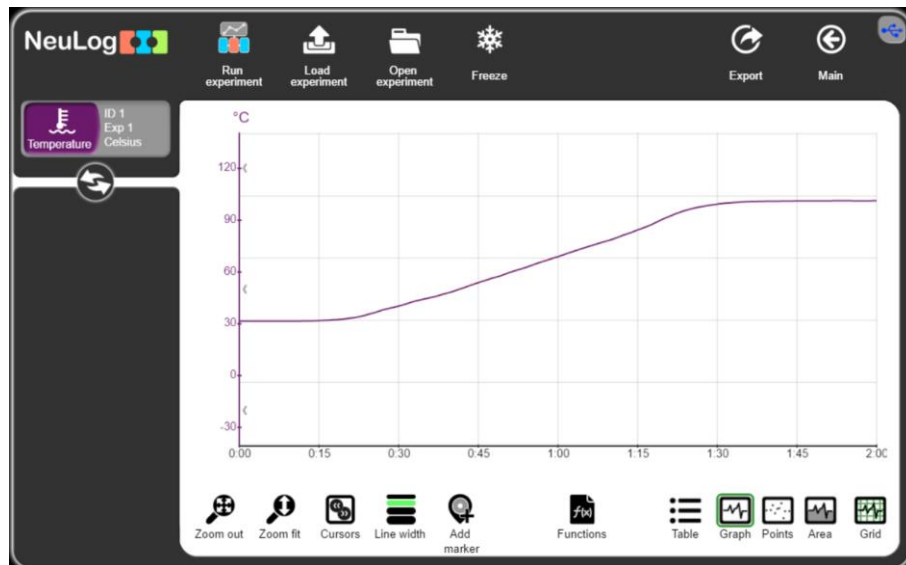 NeuLog
Run
experiment
Load
experiment
Open
experiment
Freeze
Export
Main
Temperature
ID 1
Exp 1
Celsius
°C
120
90
60
30
0
-30
0:00 0:15 0:30 0:45 1:00 1:15 1:30 1:45 2:00
Zoom out
Zoom fit
Cursors
Line width
Add
marker
f(x)
Functions
Table
Graph
Points
Area
Grid